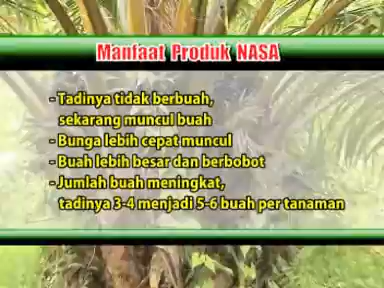 Manfaat Produk NASA
- Tadinya tidak berbuah,
sekarang muncul buah
- Bunga lebih cepat muncul
- Buah lebih besar dan berbobot
- Jumlah buah meningkat,
tadinya 3-4 menjadi 5-6 buah per tanaman